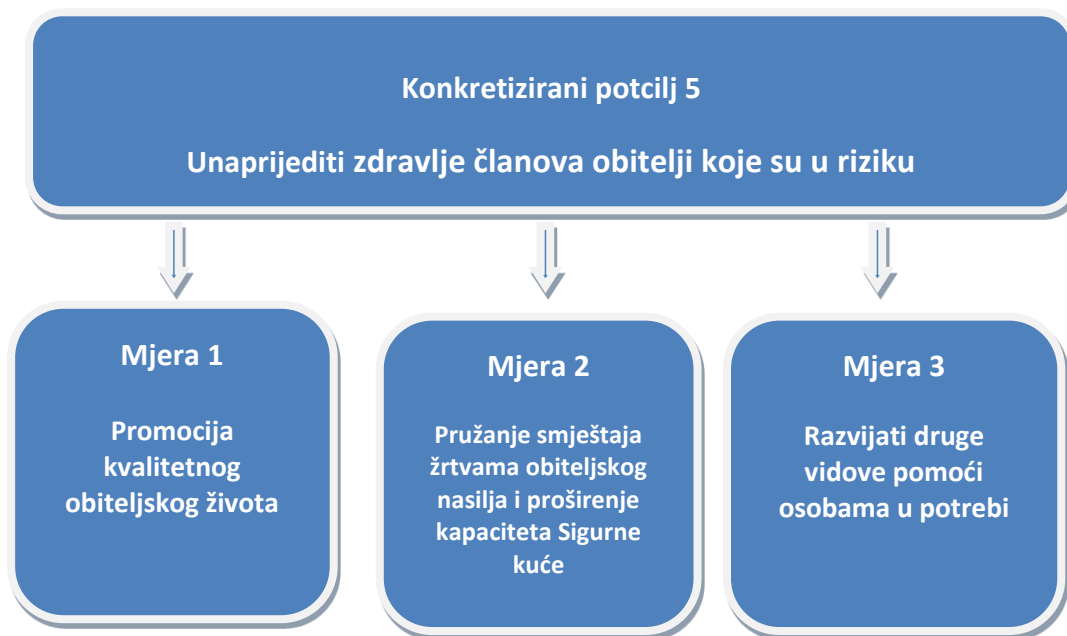 Konkretizirani potcilj 5
Unaprijediti zdravlje članova obitelji koje su u riziku
Mjera 1
Promocija
kvalitetnog
obiteljskog života
Mjera 2
Pružanje smještaja
žrtvama obiteljskog
nasilja i proširenje
kapaciteta Sigurne
kuće
Mjera 3
Razvijati druge
vidove pomoći
osobama u potrebi